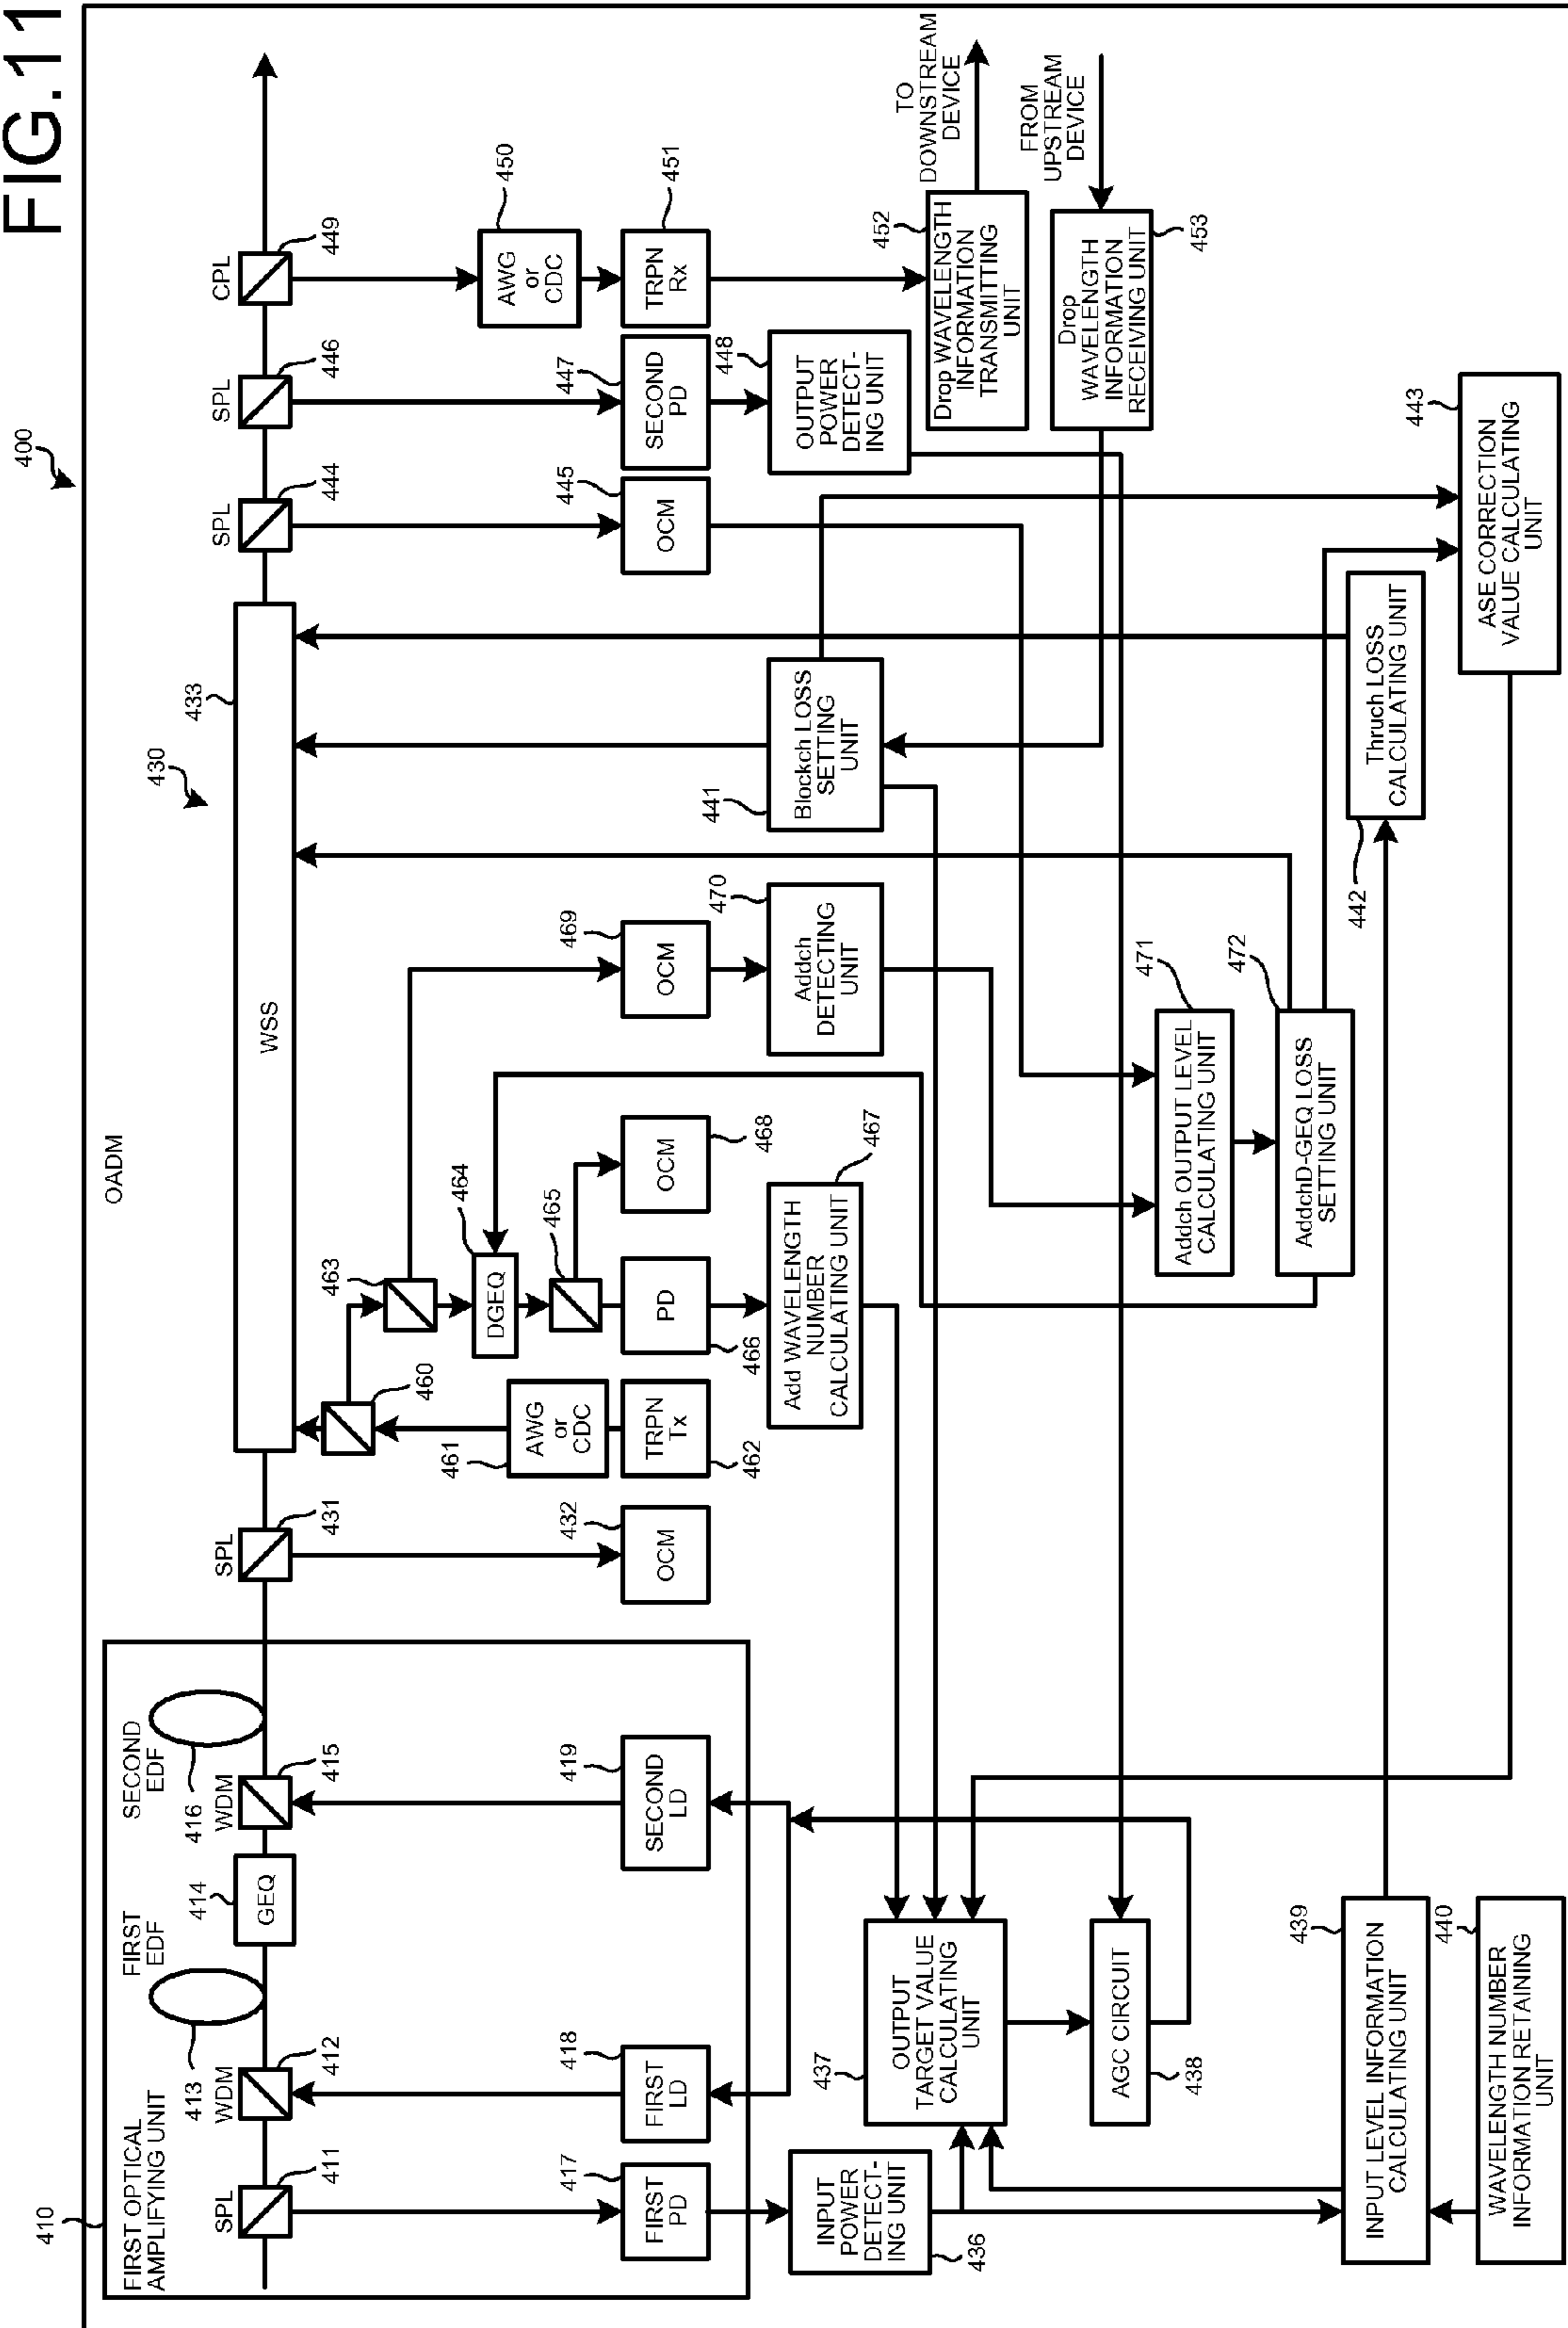 FIG.11
400
OADM
410
FIRST OPTICAL
AMPLIFYING UNIT
SPL
411
WDM
412
413
FIRST
EDF
414
GEQ
WDM
415
416
SECOND
EDF
417
FIRST
PD
418
FIRST
LD
419
SECOND
LD
430
SPL
431
432
OCM
433
WSS
SPL
444
SPL
446
CPL
449
460
461
AWG
or
CDC
462
TRPN
Tx
463
464
DGEQ
465
466
PD
468
OCM
469
OCM
445
OCM
447
SECOND
PD
450
AWG
or
CDC
451
TRPN
Rx
436
INPUT
POWER
DETECT-
ING UNIT
467
Add WAVELENGTH
NUMBER
CALCULATING UNIT
470
Addch
DETECTING
UNIT
441
Blockch LOSS
SETTING
UNIT
448
OUTPUT
POWER
DETECT-
ING UNIT
452
Drop WAVELENGTH
INFORMATION
TRANSMITTING
UNIT
TO
DOWNSTREAM
DEVICE
437
OUTPUT
TARGET VALUE
CALCULATING
UNIT
453
Drop
WAVELENGTH
INFORMATION
RECEIVING UNIT
FROM
UPSTREAM
DEVICE
438
AGC CIRCUIT
471
Addch OUTPUT LEVEL
CALCULATING UNIT
472
AddchD-GEQ LOSS
SETTING UNIT
439
INPUT LEVEL INFORMATION
CALCULATING UNIT
442
Thruch LOSS
CALCULATING UNIT
440
WAVELENGTH NUMBER
INFORMATION RETAINING
UNIT
443
ASE CORRECTION
VALUE CALCULATING
UNIT